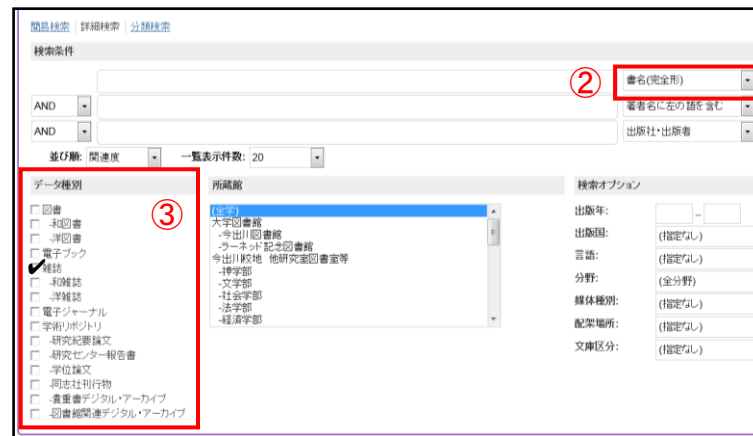 簡易検索 詳細検索 分類検索
検索条件
② 書名(完全形)
AND 著者名に左の語を含む
AND 出版社・出版者
並び順: 関連度 一覧表示件数: 20
データ種別
③
図書
-和図書
-洋図書
電子ブック
雑誌
-和雑誌
-洋雑誌
電子ジャーナル
学術リポジトリ
-研究紀要論文
-研究センター報告書
-学位論文
-同志社刊行物
-貴重書デジタル・アーカイブ
-図書館関連デジタル・アーカイブ
所蔵館
(全学)
大学図書館
-今出川図書館
-ラーネッド記念図書館
今出川校地 他研究室図書室等
-神学部
-文学部
-社会学部
-法学部
-経済学部
検索オプション
出版年: -
出版国: (指定なし)
言語: (指定なし)
分野: (全分野)
媒体種別: (指定なし)
配架場所: (指定なし)
文庫区分: (指定なし)